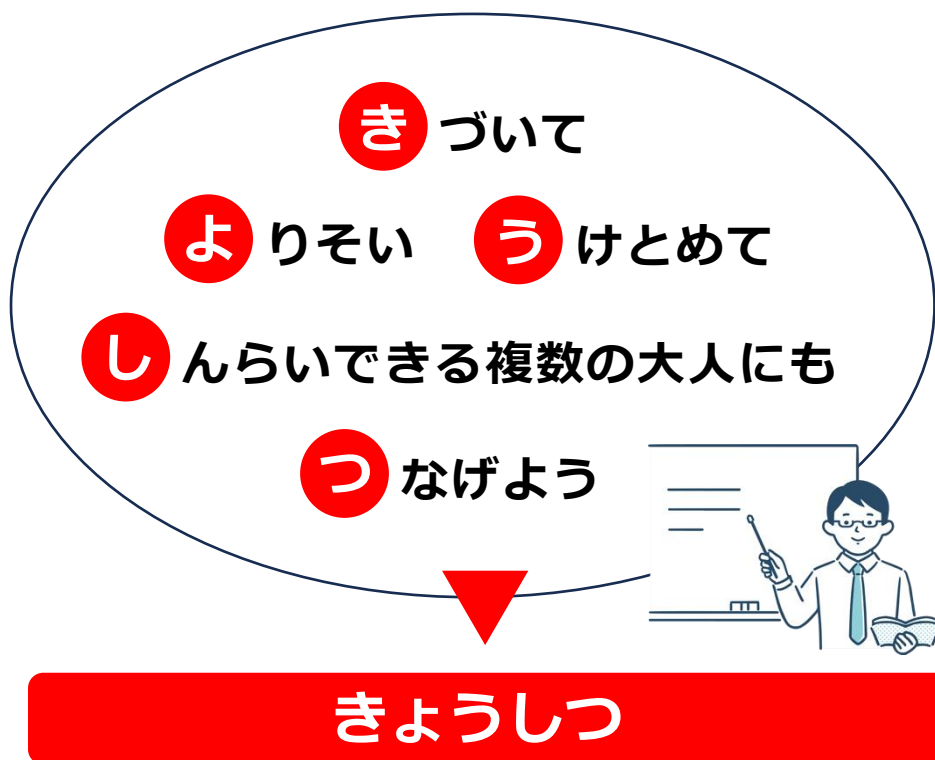 きづいて
よりそい うけとめて
しんらいできる複数の大人にも
つなげよう
きょうしつ